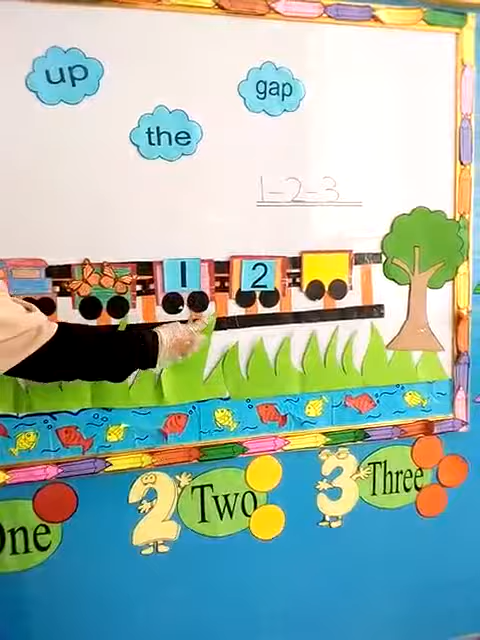 up
gap
the
1-2-3
1 2
One
2 Two
3 Three